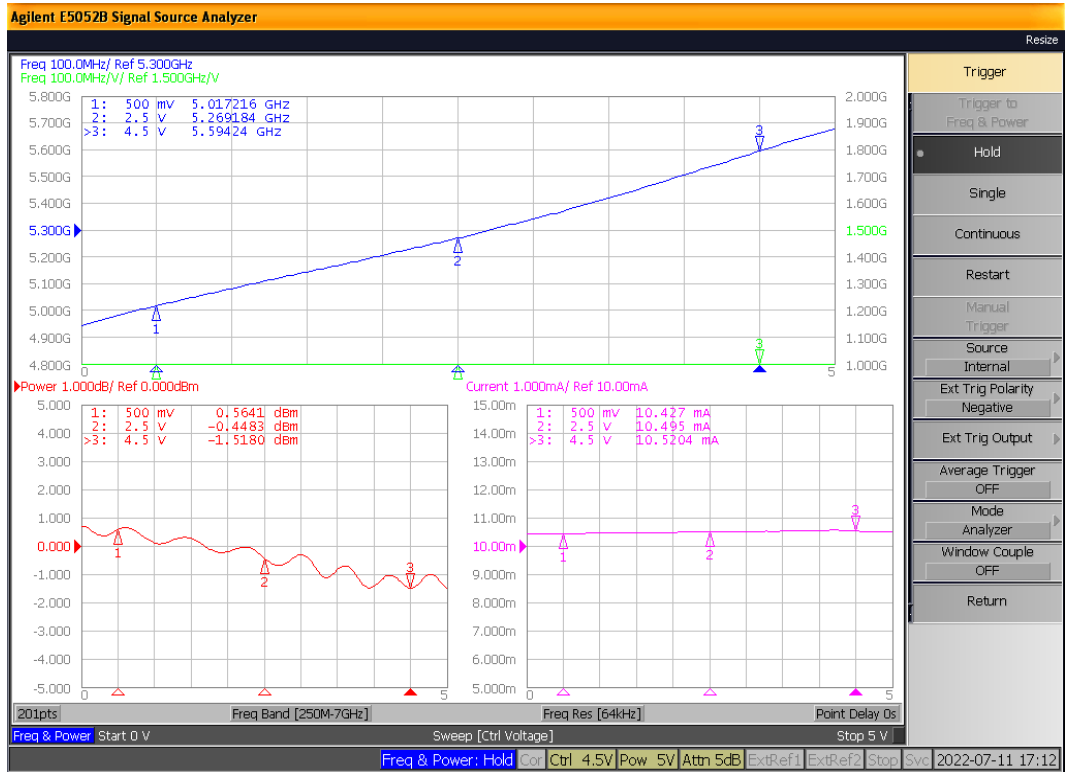 Agilent E5052B Signal Source Analyzer
Resize
Freq 100.0MHz/ Ref 5.300GHz
Freq 100.0MHz/V/ Ref 1.500GHz/V
5.800G
5.700G
5.600G
5.500G
5.400G
5.300G
5.200G
5.100G
5.000G
4.900G
4.800G
1: 500 mV 5.017216 GHz
2: 2.5 V 5.269184 GHz
>3: 4.5 V 5.59424 GHz
1
2
3
3
0
5
2.000G
1.900G
1.800G
1.700G
1.600G
1.500G
1.400G
1.300G
1.200G
1.100G
1.000G
Power 1.000dB/ Ref 0.000dBm
5.000
4.000
3.000
2.000
1.000
0.000
-1.000
-2.000
-3.000
-4.000
-5.000
1: 500 mV 0.5641 dBm
2: 2.5 V -0.4483 dBm
>3: 4.5 V -1.5180 dBm
1
2
3
0
5
Current 1.000mA/ Ref 10.00mA
15.00m
14.00m
13.00m
12.00m
11.00m
10.00m
9.000m
8.000m
7.000m
6.000m
5.000m
1: 500 mV 10.427 mA
2: 2.5 V 10.495 mA
>3: 4.5 V 10.5204 mA
1
2
3
0
5
201pts Freq Band [250M-7GHz] Freq Res [64kHz] Point Delay 0s
Freq & Power Start 0 V Sweep [Ctrl Voltage] Stop 5 V
Freq & Power: Hold Cor Ctrl 4.5V Pow 5V Attn 5dB ExtRef1 ExtRef2 Stop Svc 2022-07-11 17:12
Trigger
Trigger to
Freq & Power
Hold
Single
Continuous
Restart
Manual
Trigger
Source
Internal
Ext Trig Polarity
Negative
Ext Trig Output
Average Trigger
OFF
Mode
Analyzer
Window Couple
OFF
Return